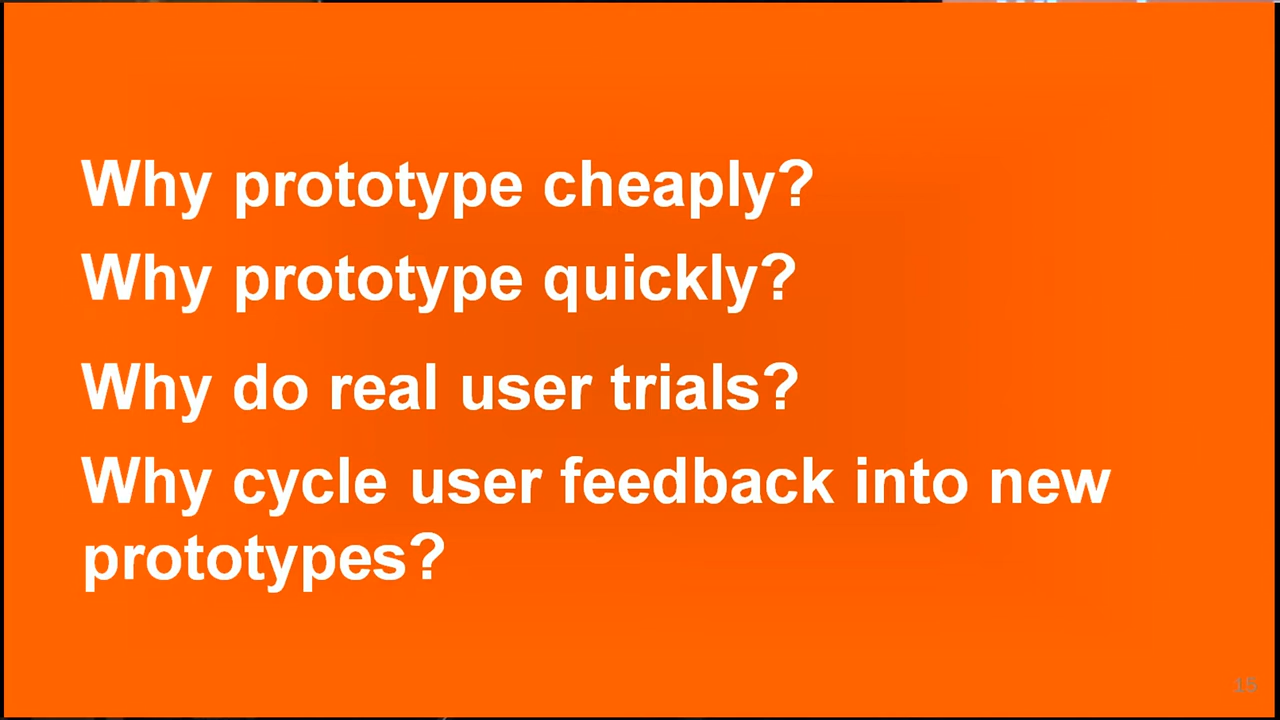 Why prototype cheaply?
Why prototype quickly?
Why do real user trials?
Why cycle user feedback into new
prototypes?
15